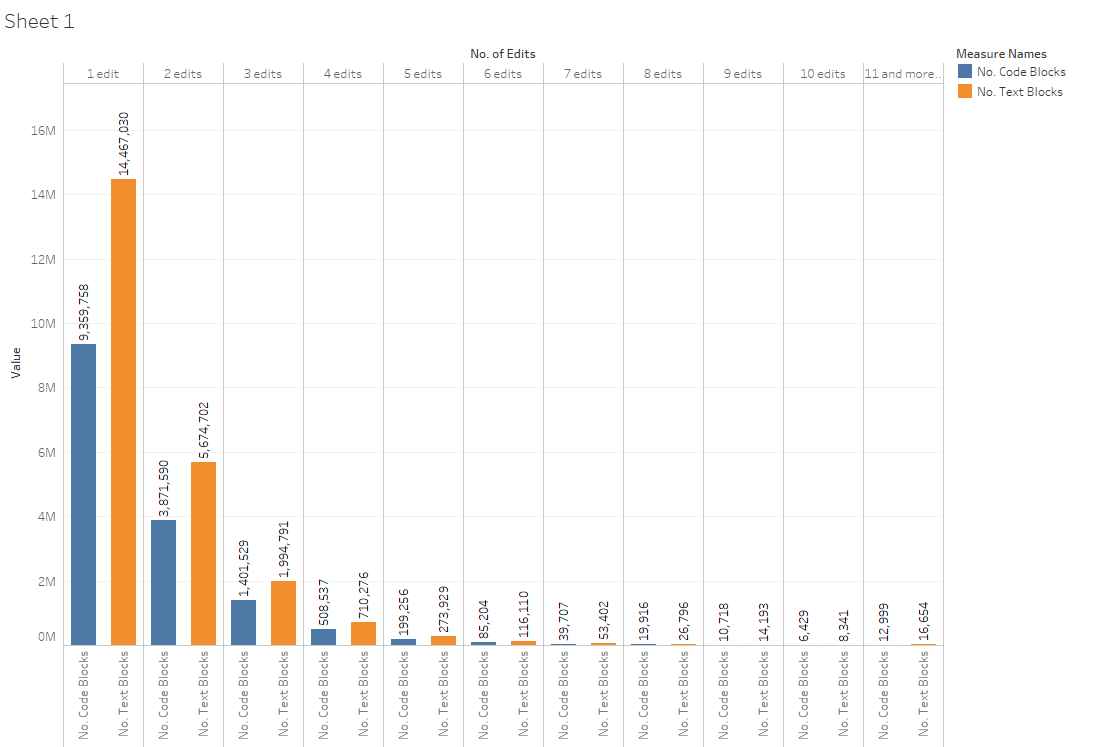 Sheet 1
No. of Edits
1 edit 2 edits 3 edits 4 edits 5 edits 6 edits 7 edits 8 edits 9 edits 10 edits 11 and more..
Measure Names
No. Code Blocks
No. Text Blocks
Value
16M
14M
12M
10M
8M
6M
4M
2M
0M
9,359,758
14,467,030
3,871,590
5,674,702
1,401,529
1,994,791
508,537
710,276
199,256
273,929
85,204
116,110
39,707
53,402
19,916
26,796
10,718
14,193
6,429
8,341
12,999
16,654
No. Code Blocks
No. Text Blocks
No. Code Blocks
No. Text Blocks
No. Code Blocks
No. Text Blocks
No. Code Blocks
No. Text Blocks
No. Code Blocks
No. Text Blocks
No. Code Blocks
No. Text Blocks
No. Code Blocks
No. Text Blocks
No. Code Blocks
No. Text Blocks
No. Code Blocks
No. Text Blocks
No. Code Blocks
No. Text Blocks
No. Code Blocks
No. Text Blocks